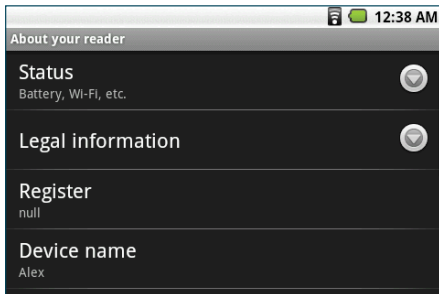 12:38 AM
About your reader
Status
Battery, Wi-Fi, etc.
Legal information
Register
null
Device name
Alex